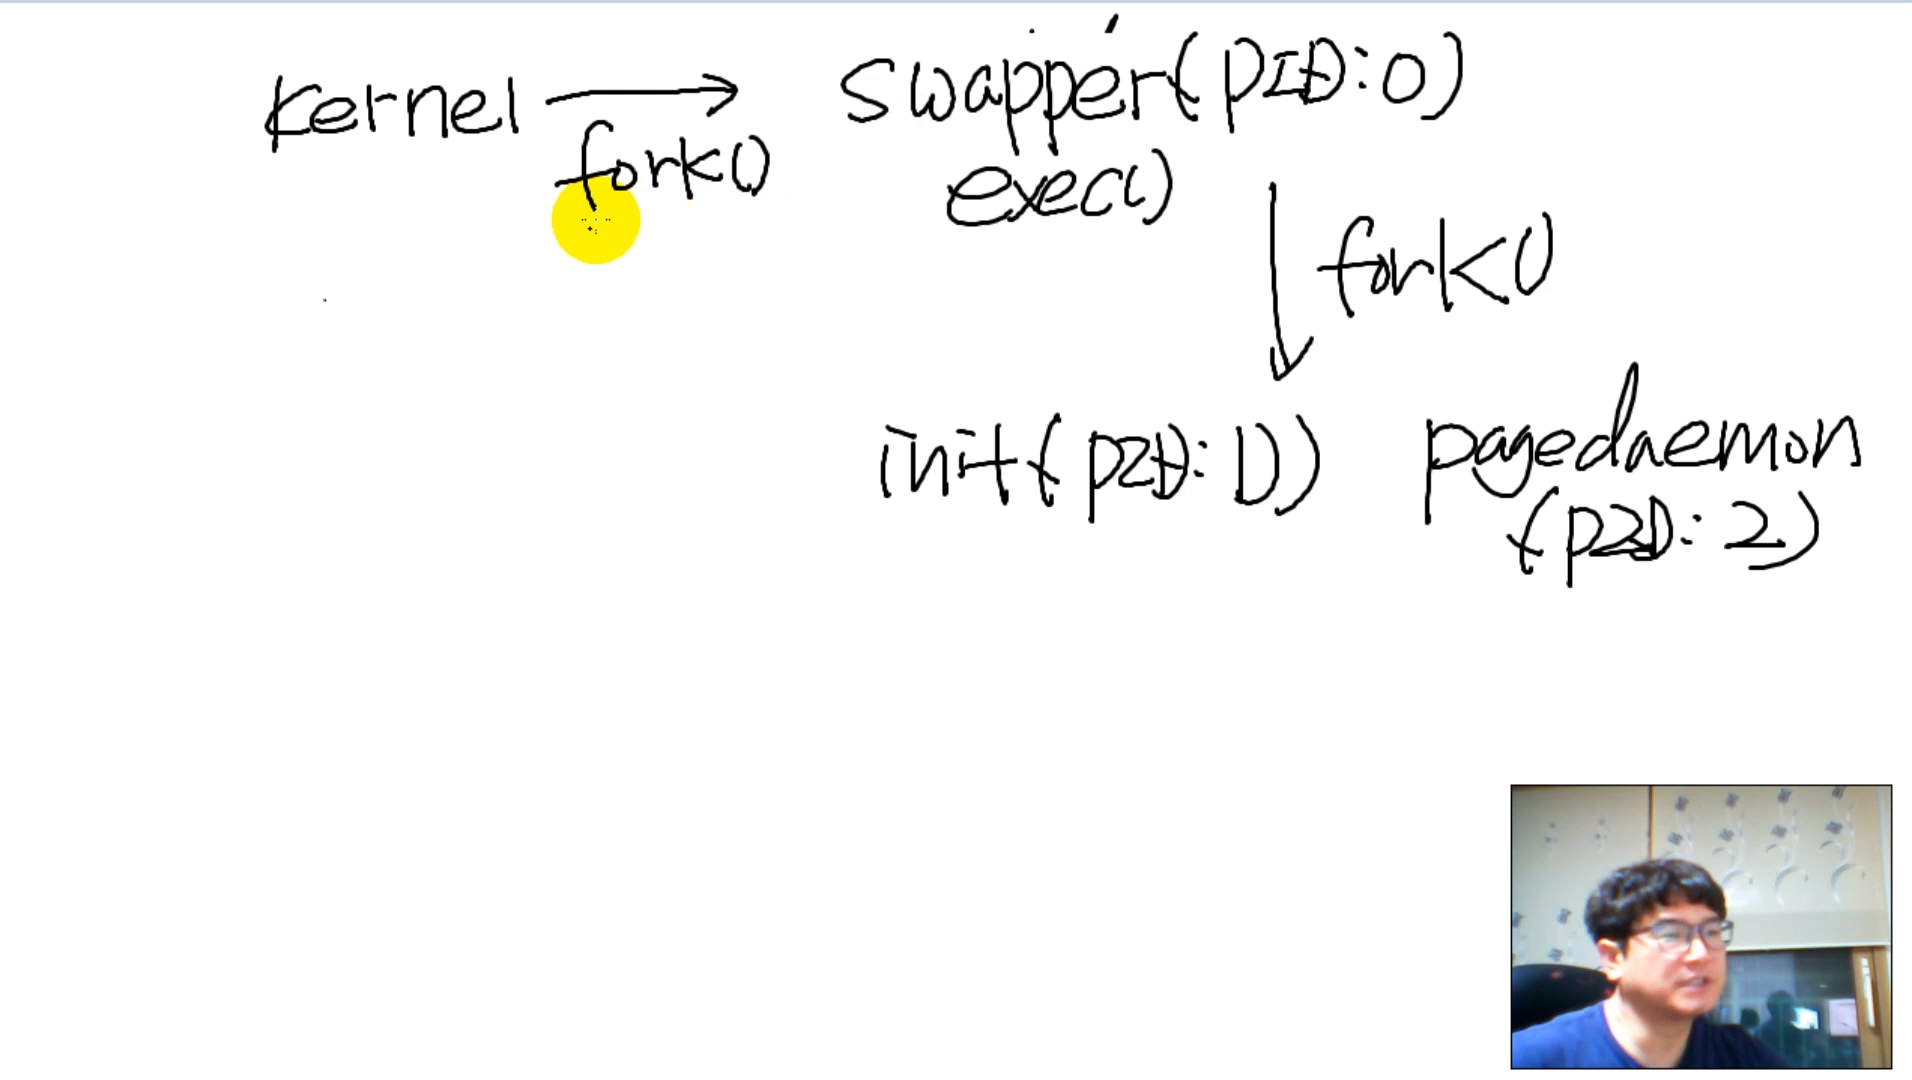 kernel → swapper(PID:0)
fork()
exec()
fork()
init(PID:1) pagedaemon
(PID:2)